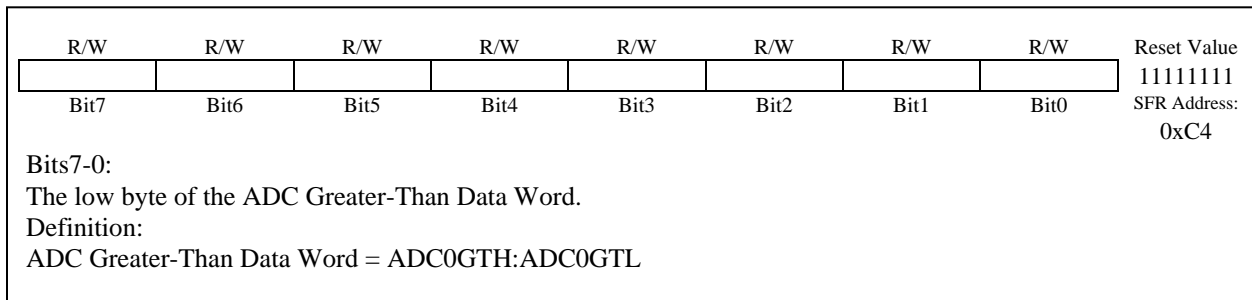 R/W R/W R/W R/W R/W R/W R/W R/W Reset Value
11111111
Bit7 Bit6 Bit5 Bit4 Bit3 Bit2 Bit1 Bit0 SFR Address:
0xC4
Bits7-0:
The low byte of the ADC Greater-Than Data Word.
Definition:
ADC Greater-Than Data Word = ADC0GTH:ADC0GTL